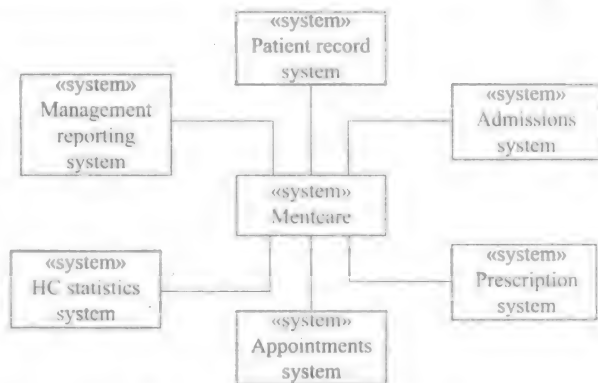 «system»
Patient record
system
«system»
Management
reporting
system
«system»
Admissions
system
«system»
Mentcare
«system»
HC statistics
system
«system»
Prescription
system
«system»
Appointments
system